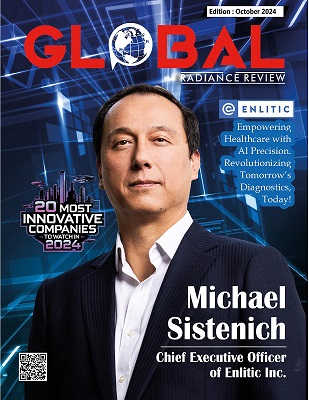 Edition : October 2024
GLOBAL
RADIANCE REVIEW
ENLITIC
Empowering
Healthcare with
AI Precision.
Revolutionizing
Tomorrow's
Diagnostics,
Today!
20 MOST
INNOVATIVE
COMPANIES
TO WATCH IN
2024
Michael
Sistenich
Chief Executive Officer
of Enlitic Inc.